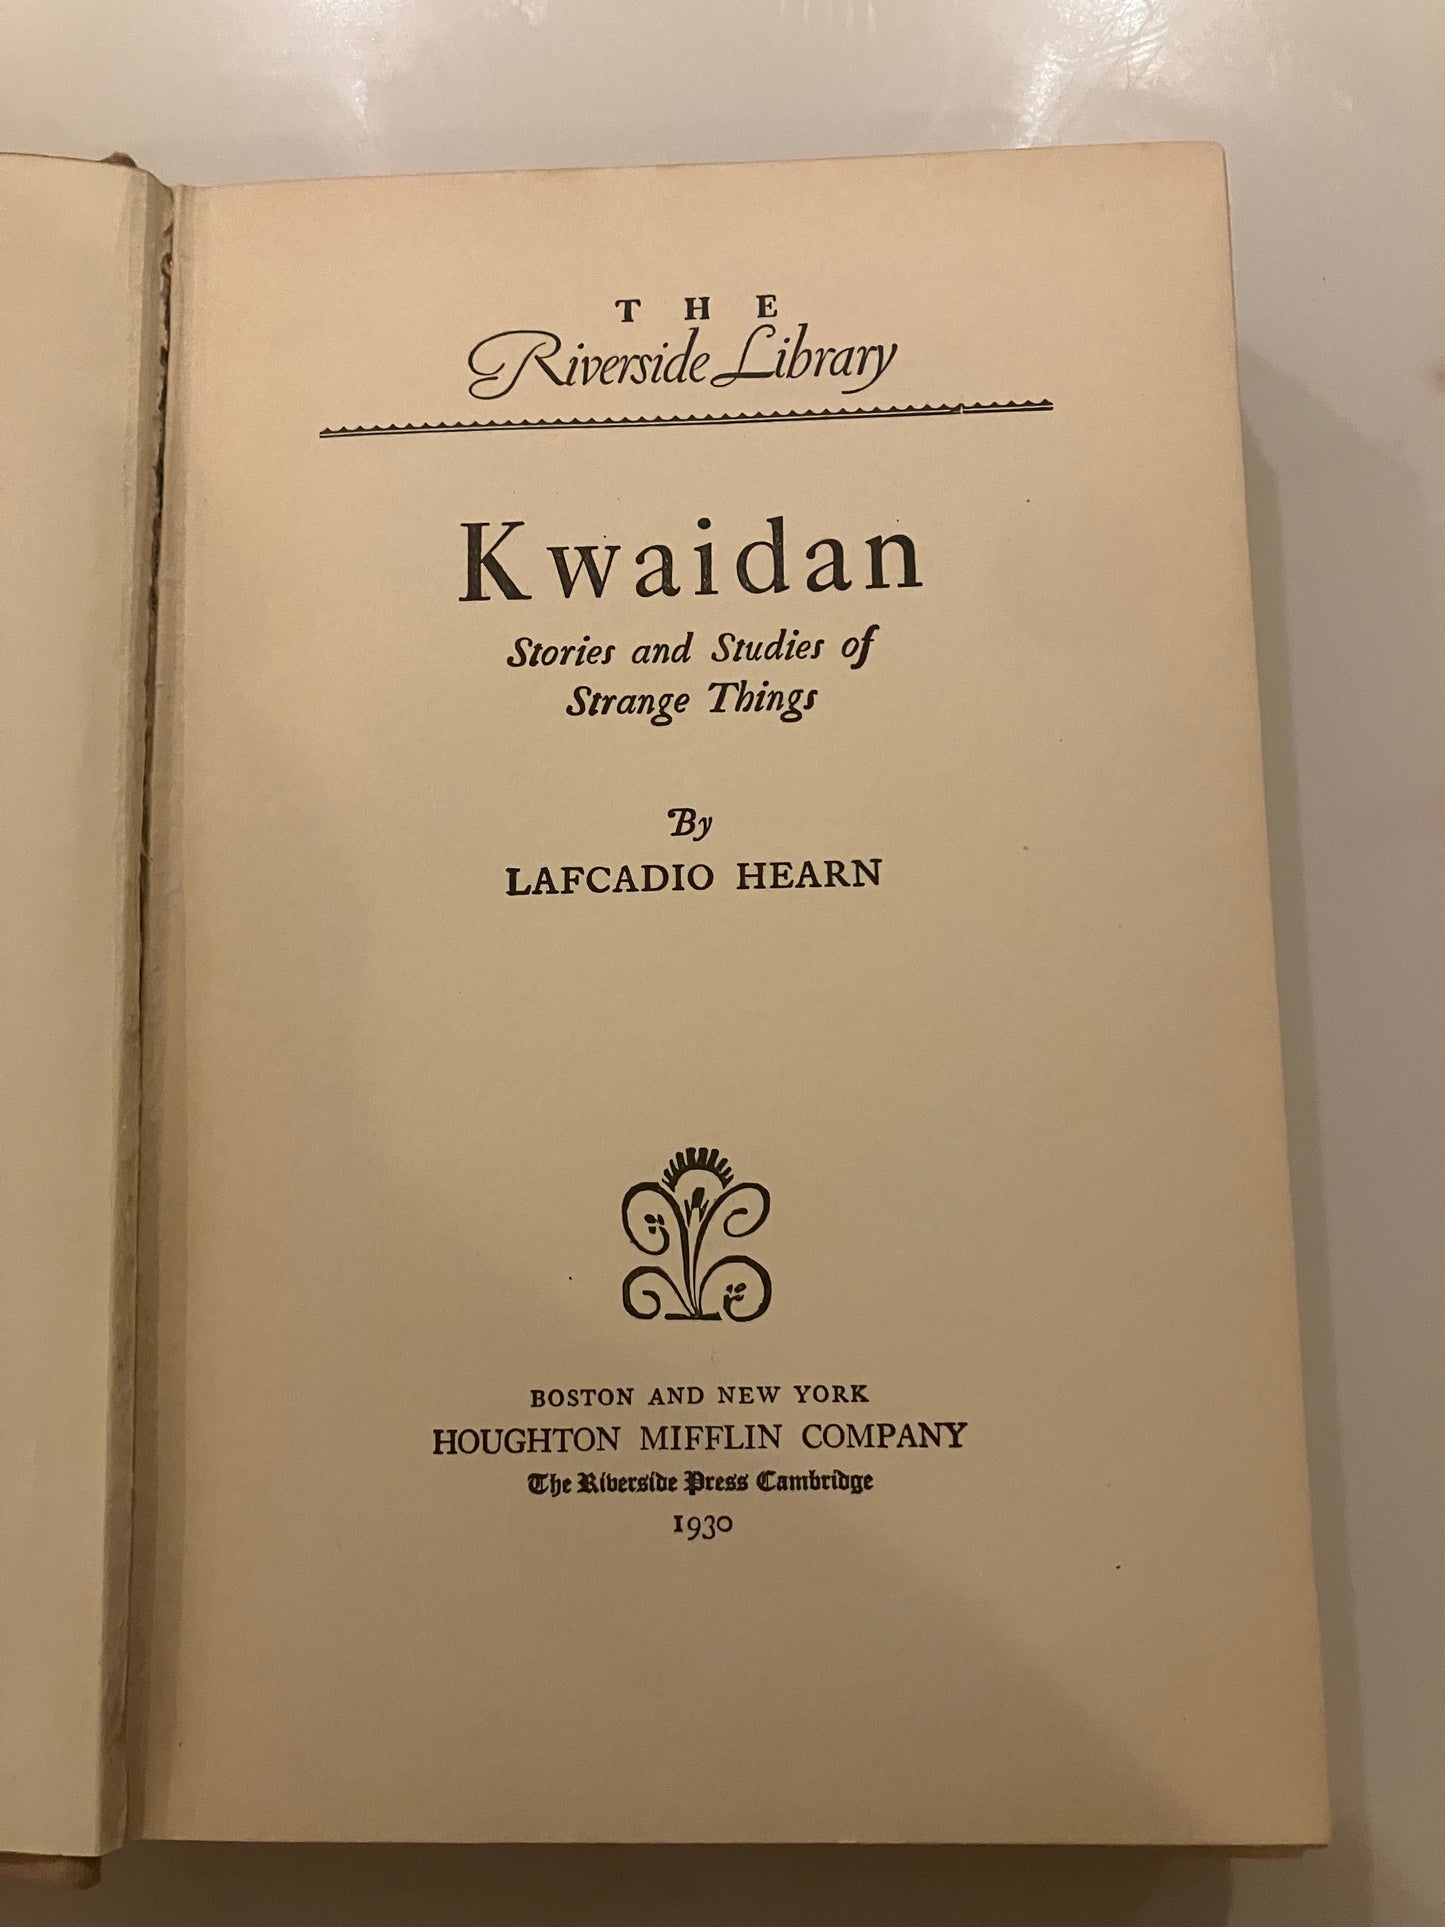 THE
Riverside Library
Kwaidan
Stories and Studies of
Strange Things
By
LAFCADIO HEARN
BOSTON AND NEW YORK
HOUGHTON MIFFLIN COMPANY
The Riverside Press Cambridge
1930